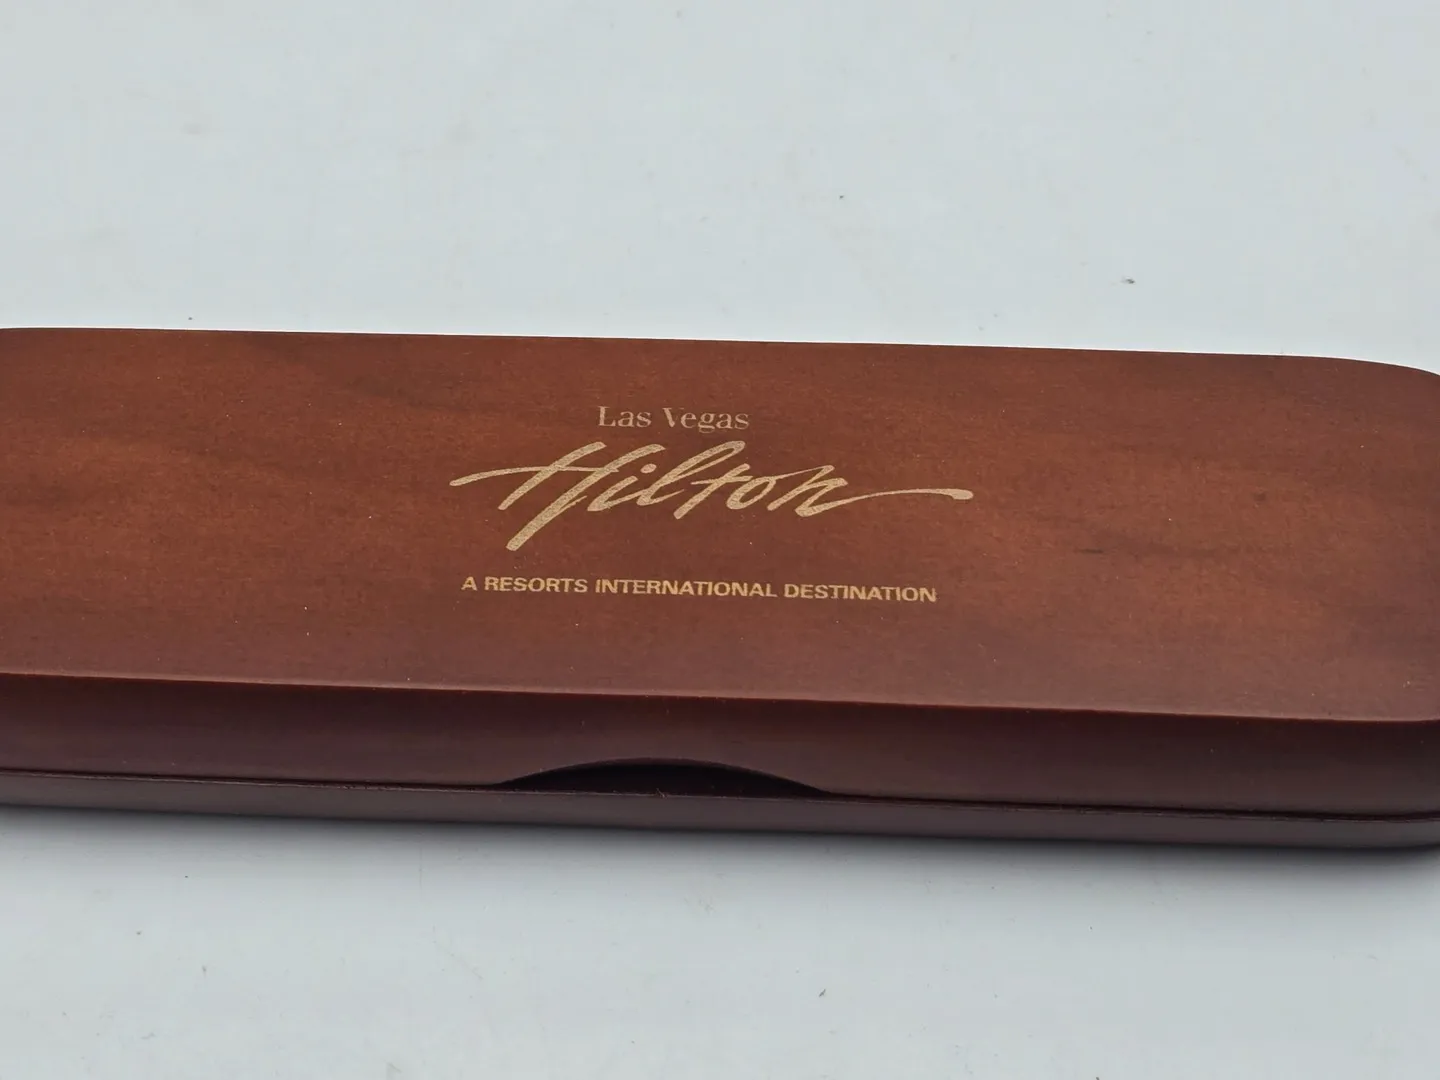 Las Vegas
Hilton
A RESORTS INTERNATIONAL DESTINATION